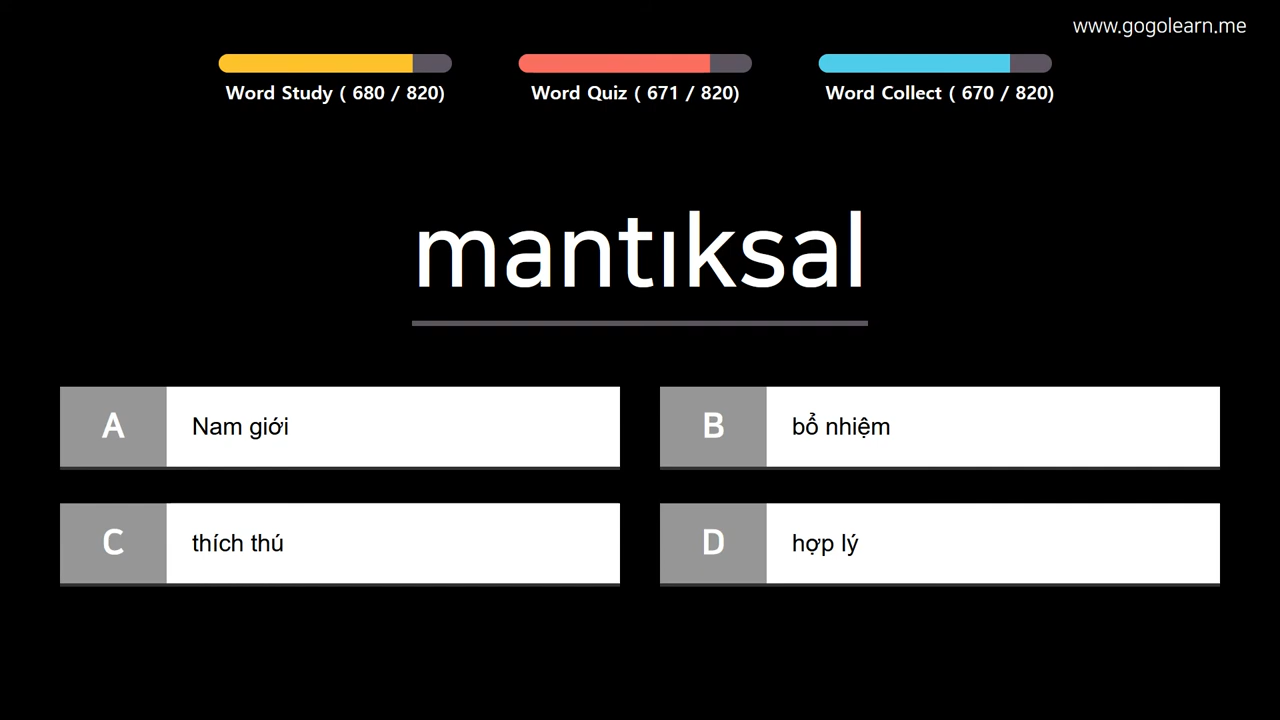 www.gogolearn.me
Word Study ( 680 / 820)
Word Quiz ( 671 / 820)
Word Collect ( 670 / 820)
mantıksal
A
Nam giới
B
bổ nhiệm
C
thích thú
D
hợp lý